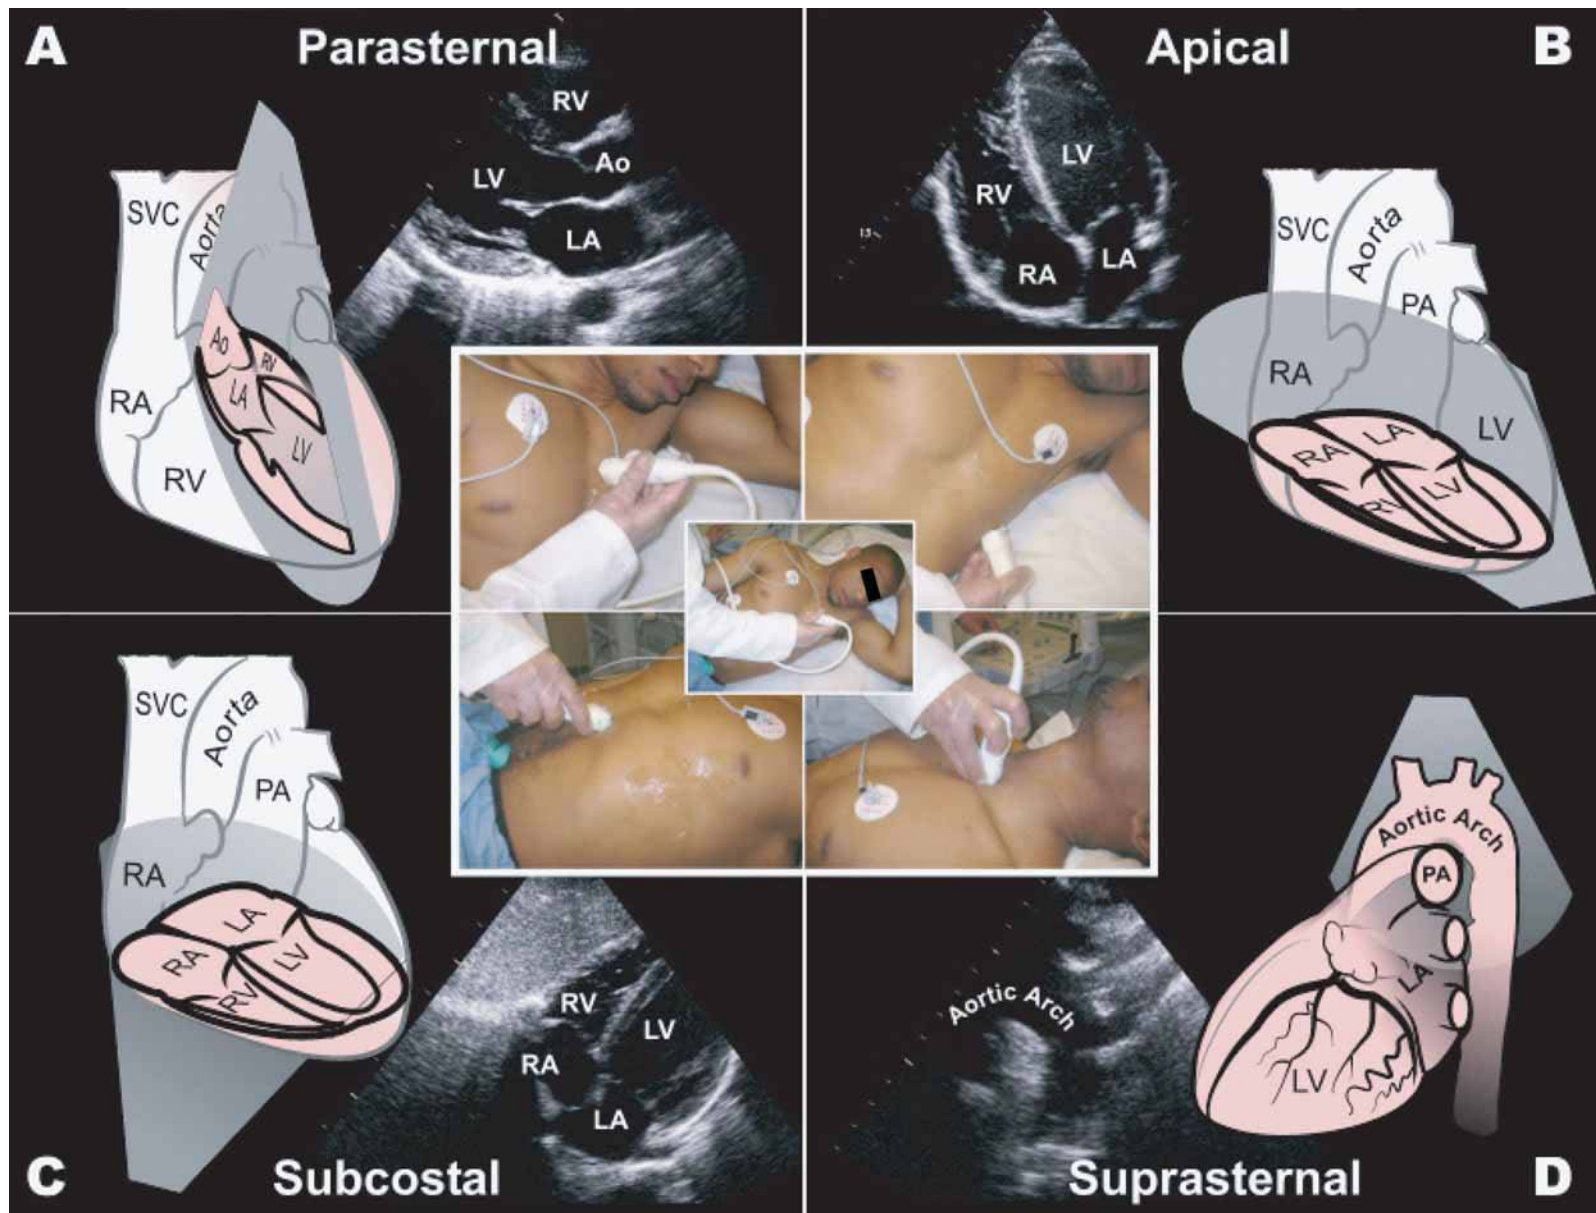 A
Parasternal
RV
Ao
LV
LA
SVC
Aorta
Ao
RV
LA
LV
RA
RV
Apical
B
LV
RV
15
RA
LA
SVC
Aorta
PA
RA
LV
RA
LA
RV
LV
SVC
Aorta
PA
RA
LA
RA
LV
RV
RV
LV
RA
LA
C
Subcostal
Aortic Arch
PA
LA
LV
Aortic Arch
Suprasternal
D